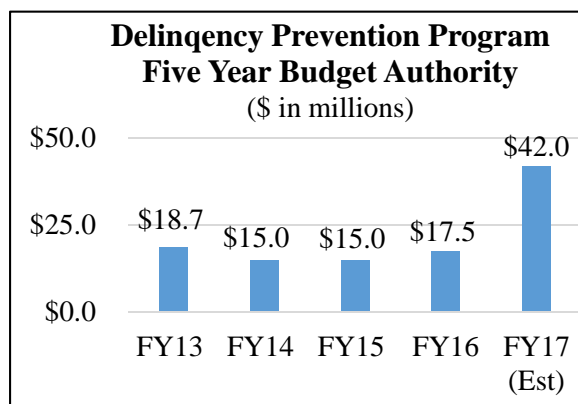 Delinqency Prevention Program
Five Year Budget Authority
($ in millions)
$50.0
$42.0
$25.0
$18.7
$15.0
$15.0
$17.5
$0.0
FY13 FY14 FY15 FY16 FY17
(Est)